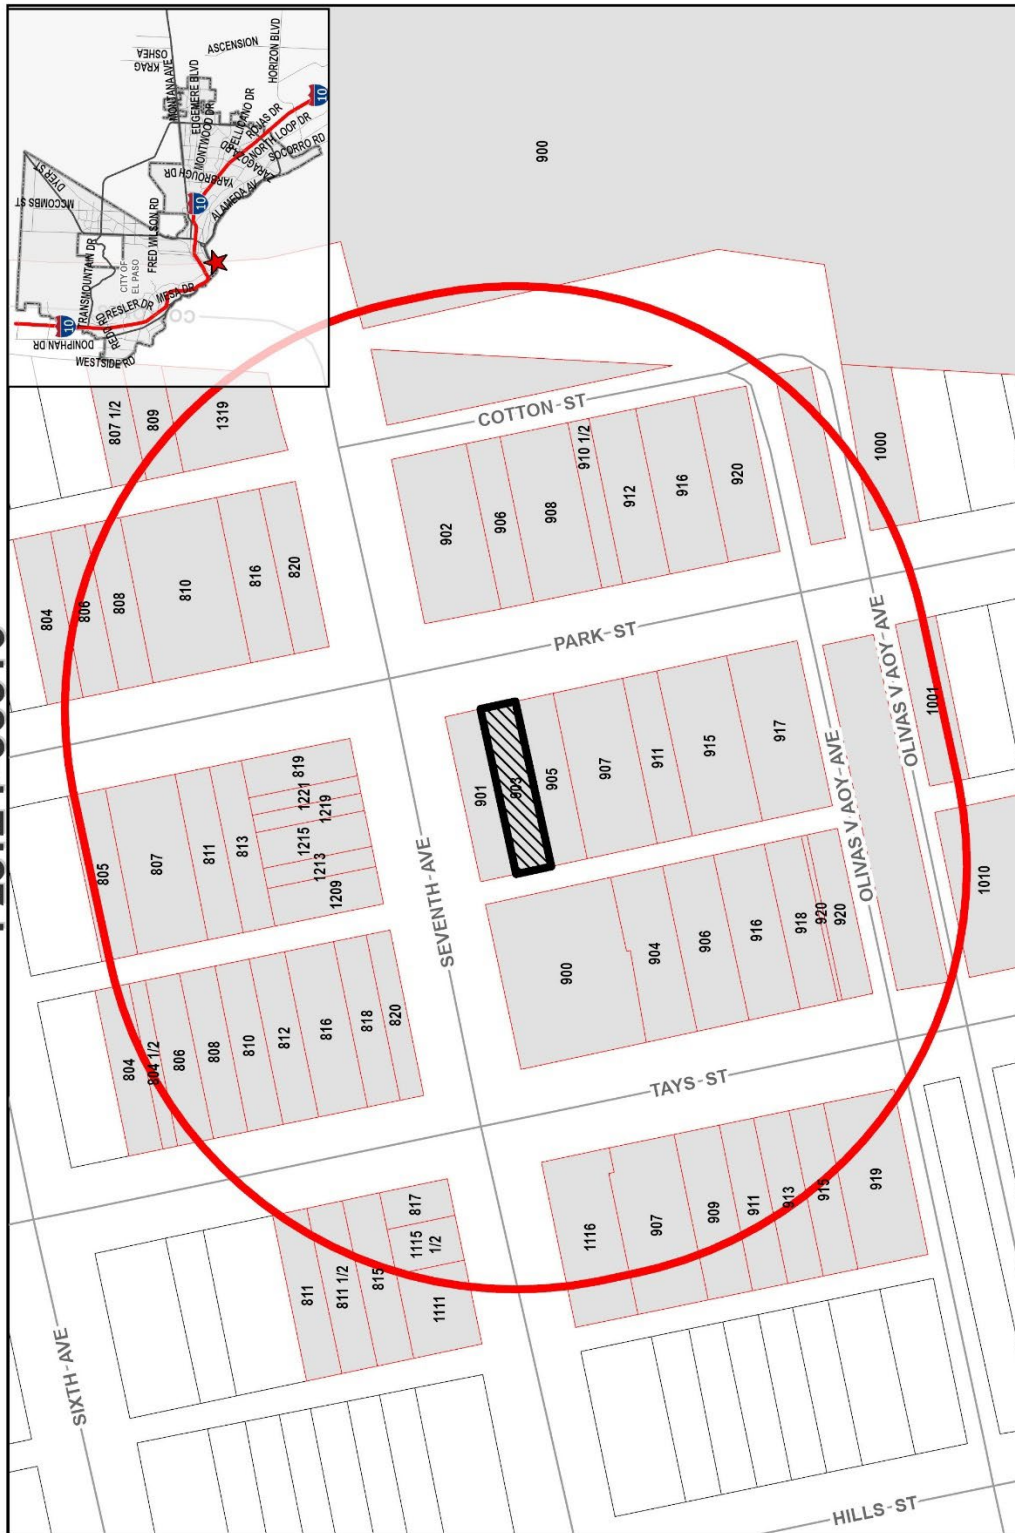 KRAG
OSHEA
ASCENSION
MONTANA AVE
EDGEMERE BLVD
HORIZON BLVD
MONTWOOD DR
PELLICANO DR
ROJAS DR
ZARAGOZA RD
NORTH LOOP DR
SOCORRO RD
YARBROUGH DR
ALAMEDA AV
10
10
10
DYER ST
MCCOMBS ST
FRED WILSON RD
TRANSMOUNTAIN DR
CITY OF
EL PASO
MESA DR
RESLER DR
REDD RD
DONIPHAN DR
WESTSIDE RD
900
807 1/2
809
1319
COTTON ST
804
806
808
810
816
820
902
906
908
910 1/2
912
916
920
1000
PARK ST
805
807
811
813
819
1221
1219
1215
1213
1209
SEVENTH AVE
901
903
905
907
911
915
917
OLIVAS V AOY AVE
OLIVAS V AOY AVE
1001
1010
804
804 1/2
806
808
810
812
816
818
820
900
904
906
916
918
920
920
TAYS ST
811
811 1/2
815
817
1115
1/2
1111
1116
907
909
911
913
915
919
SIXTH AVE
HILLS ST